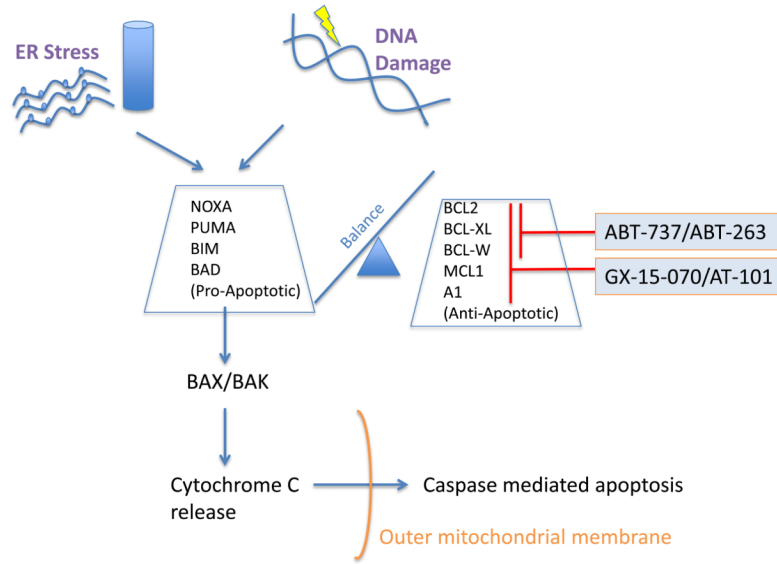 ER Stress
DNA
Damage
NOXA
PUMA
BIM
BAD
(Pro-Apoptotic)
Balance
BCL2
BCL-XL
BCL-W
MCL1
A1
(Anti-Apoptotic)
ABT-737/ABT-263
GX-15-070/AT-101
BAX/BAK
Cytochrome C
release
Caspase mediated apoptosis
Outer mitochondrial membrane